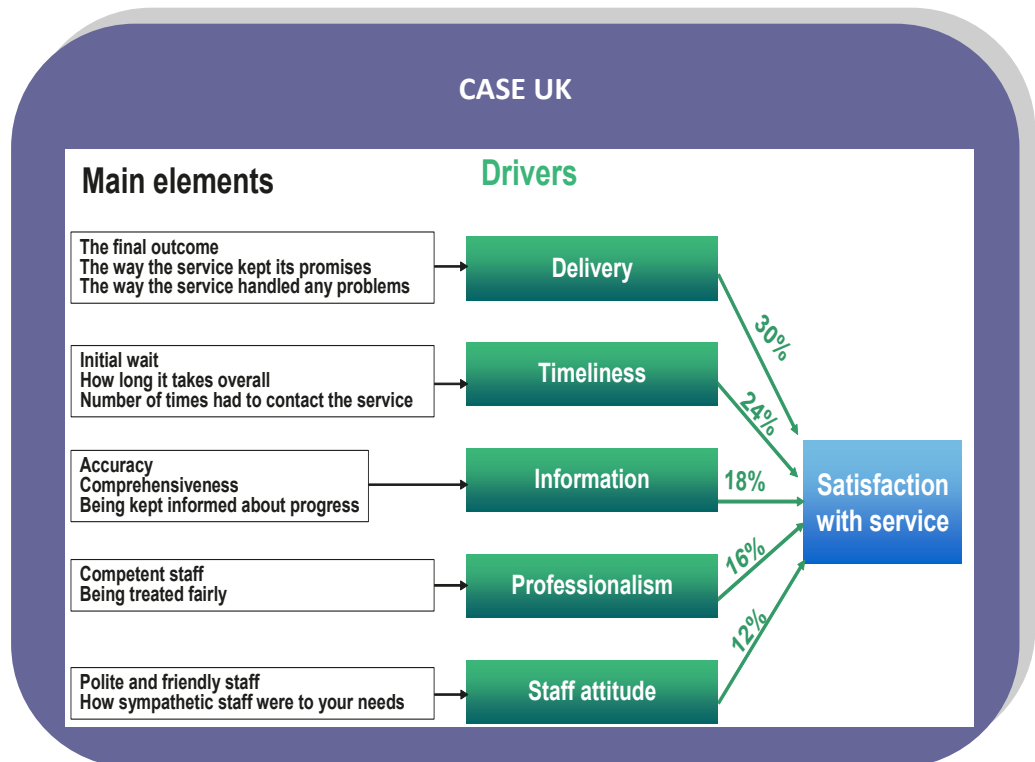 CASE UK
Main elements
Drivers
The final outcome
The way the service kept its promises
The way the service handled any problems
Delivery
30%
Initial wait
How long it takes overall
Number of times had to contact the service
Timeliness
24%
Accuracy
Comprehensiveness
Being kept informed about progress
Information
18%
Satisfaction
with service
Competent staff
Being treated fairly
Professionalism
16%
Polite and friendly staff
How sympathetic staff were to your needs
Staff attitude
12%